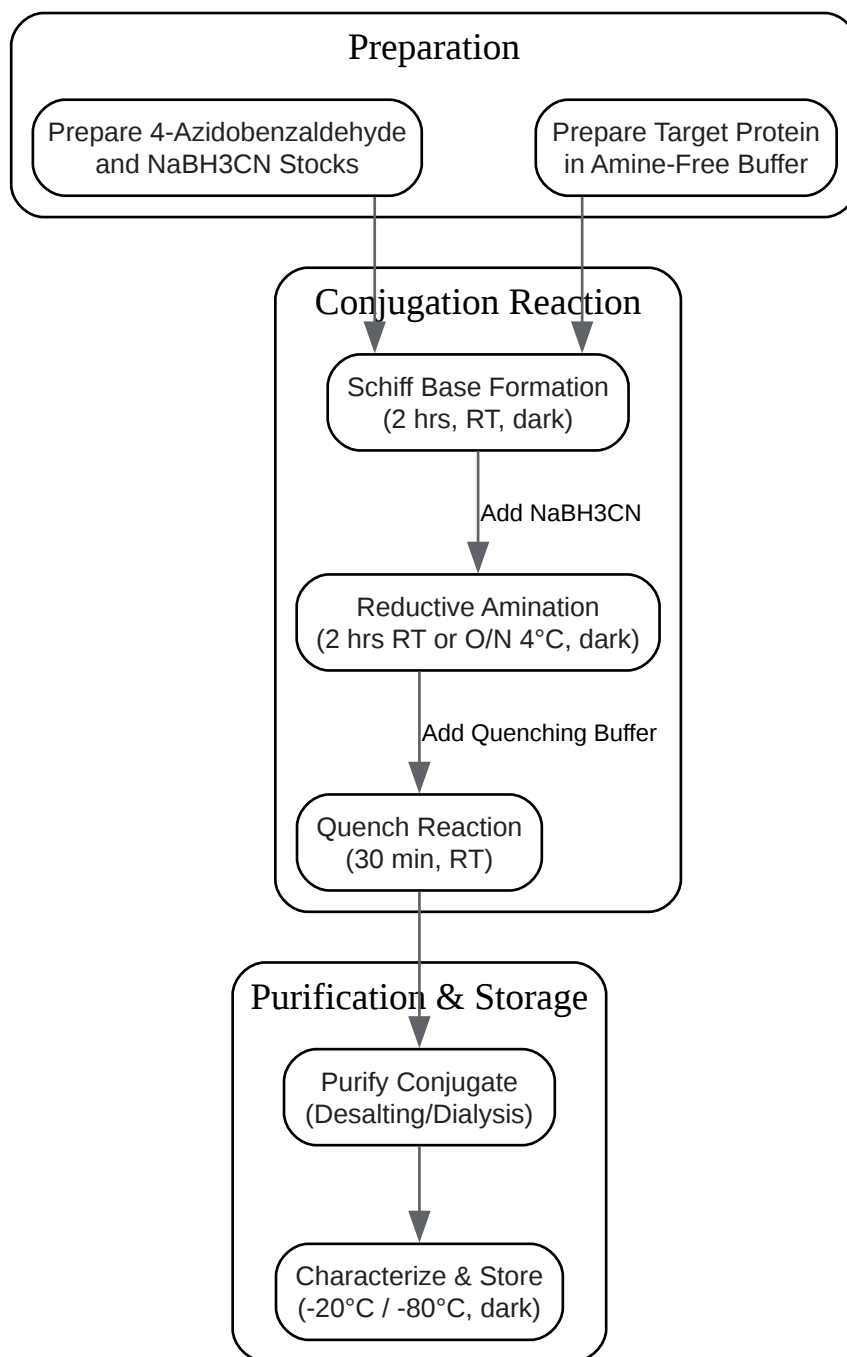 Preparation
Prepare 4-Azidobenzaldehyde
and NaBH3CN Stocks
Prepare Target Protein
in Amine-Free Buffer
Conjugation Reaction
Schiff Base Formation
(2 hrs, RT, dark)
Add NaBH3CN
Reductive Amination
(2 hrs RT or O/N 4°C, dark)
Add Quenching Buffer
Quench Reaction
(30 min, RT)
Purification & Storage
Purify Conjugate
(Desalting/Dialysis)
Characterize & Store
(-20°C / -80°C, dark)